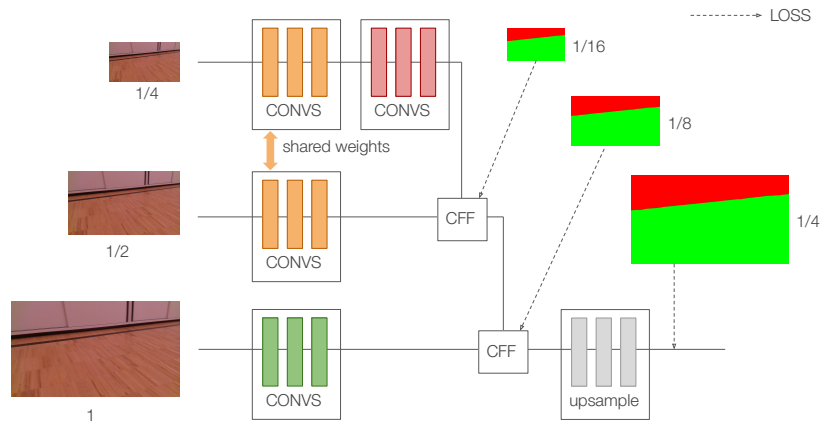 LOSS
1/16
1/4
CONVS
CONVS
1/8
shared weights
CFF
1/4
1/2
CONVS
CFF
1
CONVS
upsample